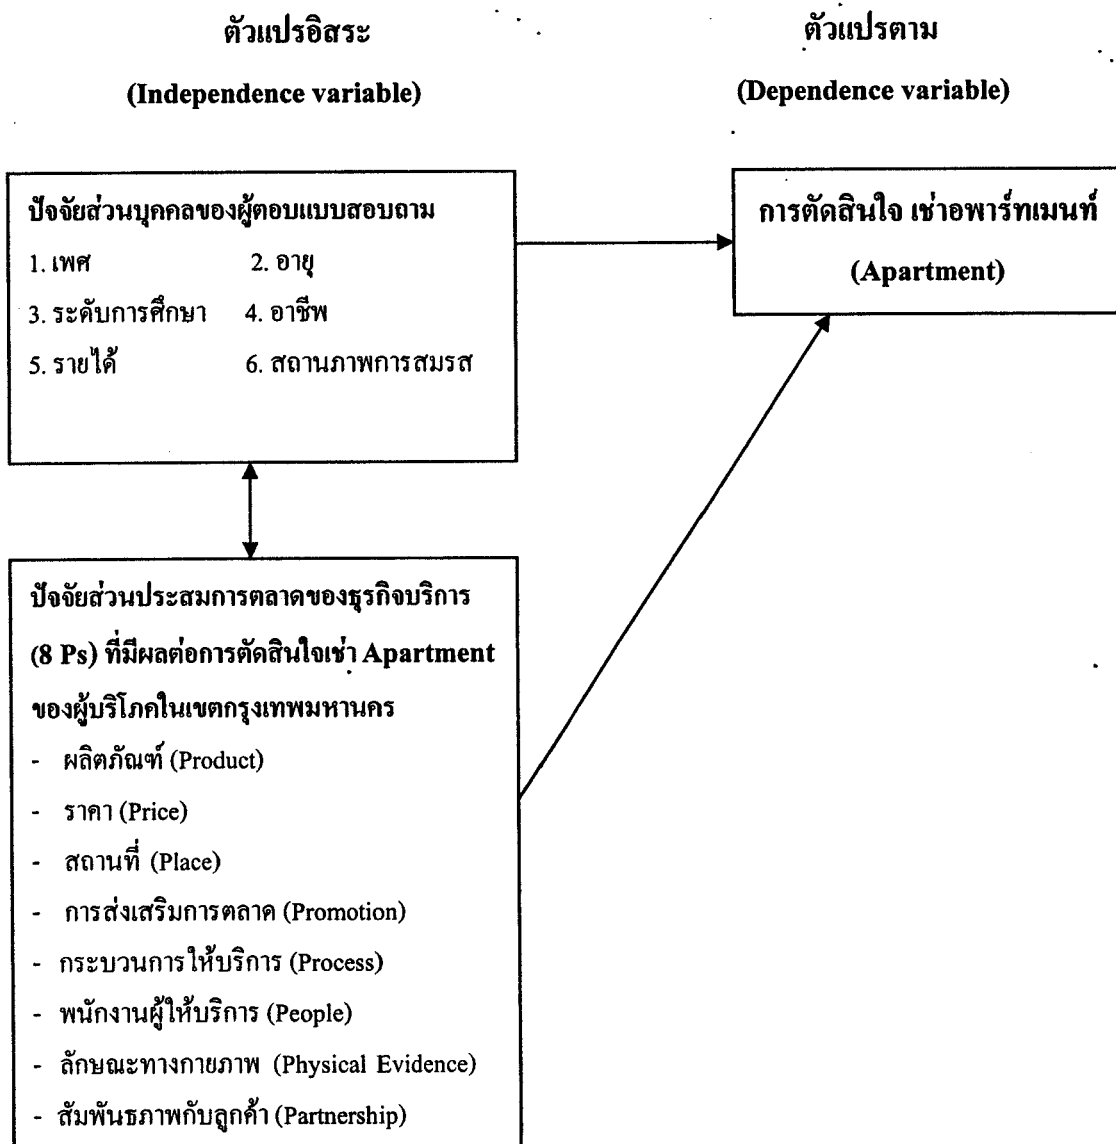 ตัวแปรอิสระ
(Independence variable)
ตัวแปรตาม
(Dependence variable)
ปัจจัยส่วนบุคคลของผู้ตอบแบบสอบถาม
1. เพศ 2. อายุ
3. ระดับการศึกษา 4. อาชีพ
5. รายได้ 6. สถานภาพการสมรส
การตัดสินใจ เช่าอพาร์ทเมนท์
(Apartment)
ปัจจัยส่วนประสมการตลาดของธุรกิจบริการ
(8 Ps) ที่มีผลต่อการตัดสินใจเช่า Apartment
ของผู้บริโภคในเขตกรุงเทพมหานคร
- ผลิตภัณฑ์ (Product)
- ราคา (Price)
- สถานที่ (Place)
- การส่งเสริมการตลาด (Promotion)
- กระบวนการให้บริการ (Process)
- พนักงานผู้ให้บริการ (People)
- ลักษณะทางกายภาพ (Physical Evidence)
- สัมพันธภาพกับลูกค้า (Partnership)